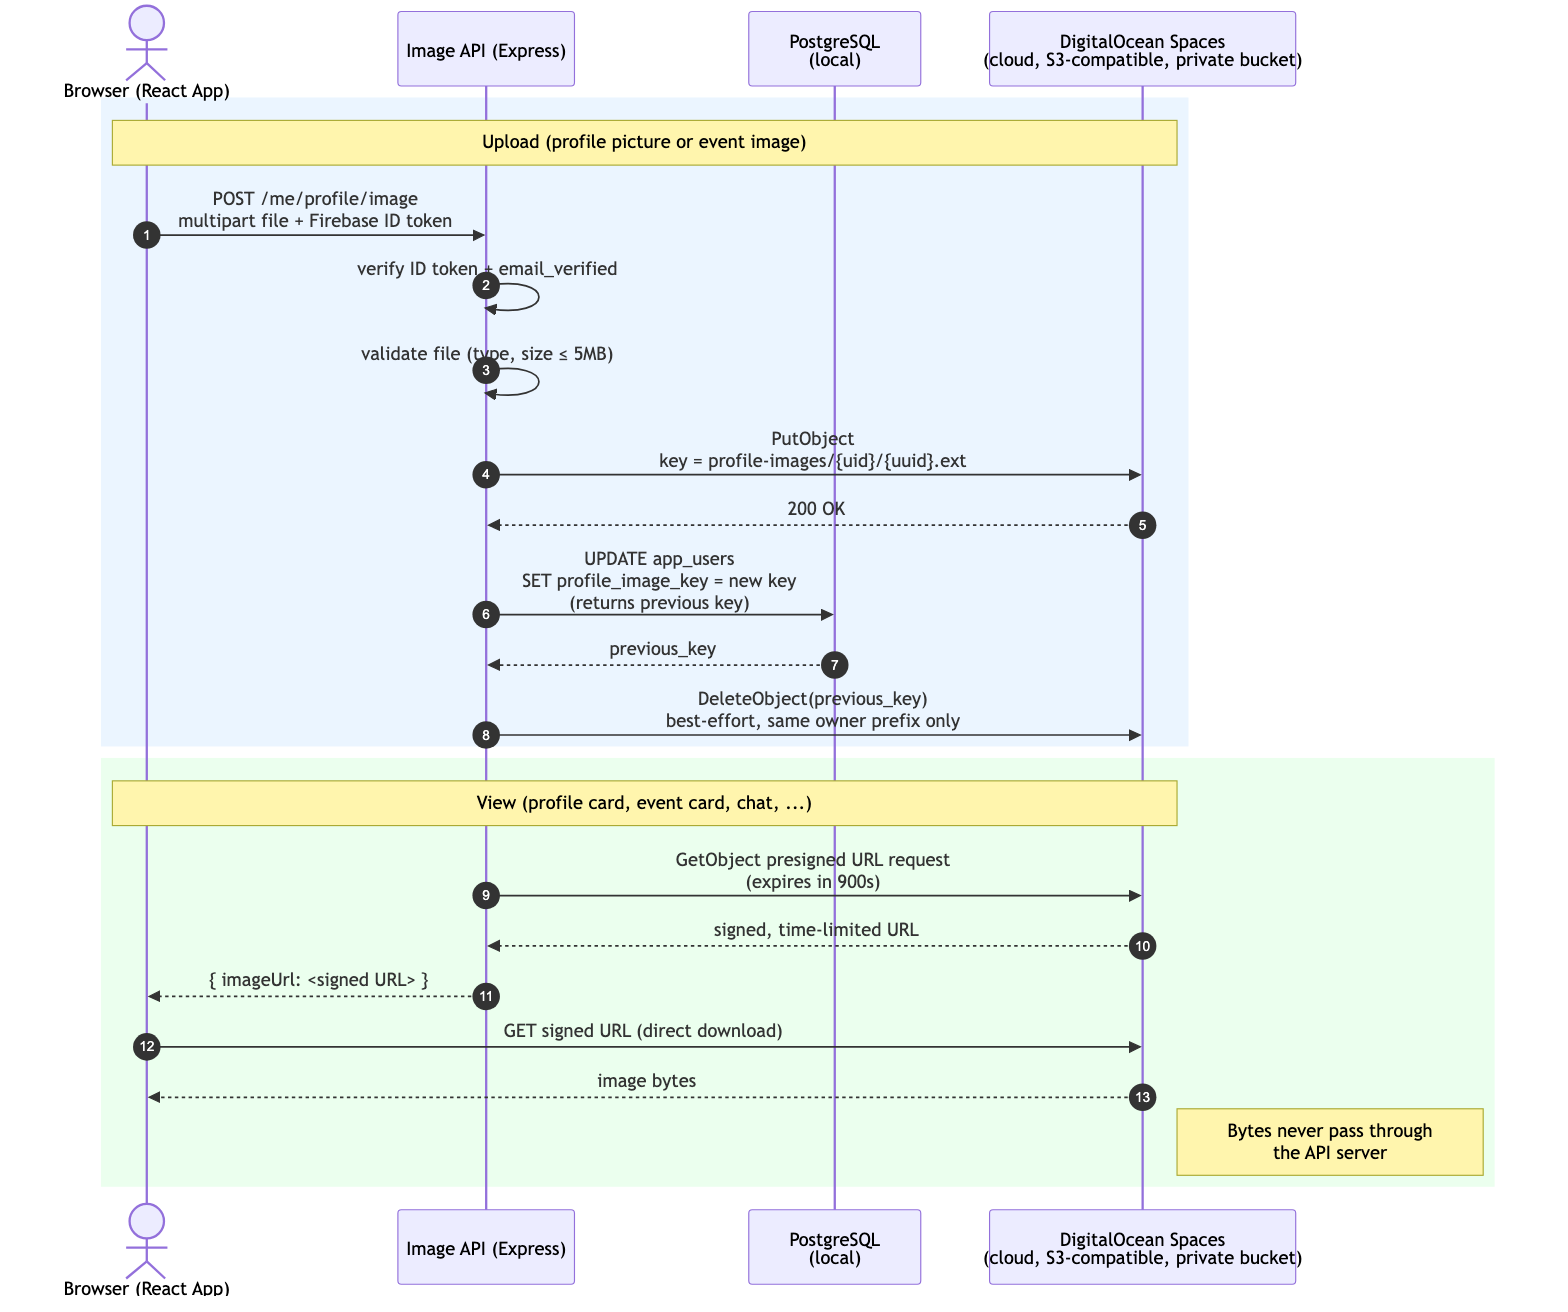 Browser (React App)
Image API (Express)
PostgreSQL
(local)
DigitalOcean Spaces
(cloud, S3-compatible, private bucket)
Upload (profile picture or event image)
POST /me/profile/image
multipart file + Firebase ID token
1
verify ID token + email_verified
2
validate file (type, size ≤ 5MB)
3
PutObject
key = profile-images/{uid}/{uuid}.ext
4
200 OK
5
UPDATE app_users
SET profile_image_key = new key
(returns previous key)
6
previous_key
7
DeleteObject(previous_key)
best-effort, same owner prefix only
8
View (profile card, event card, chat, ...)
GetObject presigned URL request
(expires in 900s)
9
signed, time-limited URL
10
{ imageUrl: <signed URL> }
11
GET signed URL (direct download)
12
image bytes
13
Bytes never pass through
the API server
Browser (React App)
Image API (Express)
PostgreSQL
(local)
DigitalOcean Spaces
(cloud, S3-compatible, private bucket)